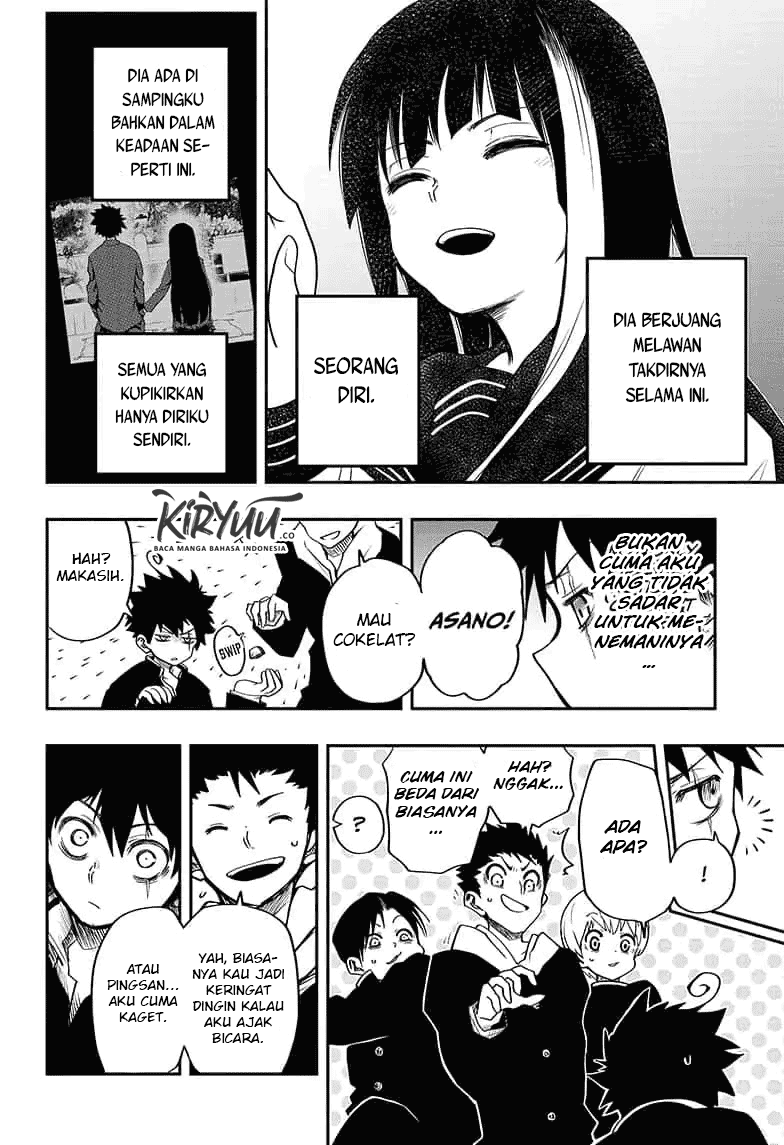 DIA BERJUANG
MELAWAN
TAKDIRNYA
SELAMA INI.
SEORANG
DIRI.
DIA ADA DI
SAMPINGKU
BAHKAN DALAM
KEADAAN SE-
PERTI INI.
SEMUA YANG
KUPIKIRKAN
HANYA DIRIKU
SENDIRI.
BUKAN
CUMA AKU
YANG TIDAK
SADAR
UNTUK ME-
NEMANINYA
...
ASANO!
MAU
COKELAT?
SWIP
HAH?
MAKASIH.
KIRYUU.CO
BACA MANGA BAHASA INDONESIA
!
ADA
APA?
HAH?
NGGAK...
CUMA INI
BEDA DARI
BIASANYA
...
?
YAH, BIASA-
NYA KAU JADI
KERINGAT
DINGIN KALAU
AKU AJAK
BICARA.
ATAU
PINGSAN...
AKU CUMA
KAGET.